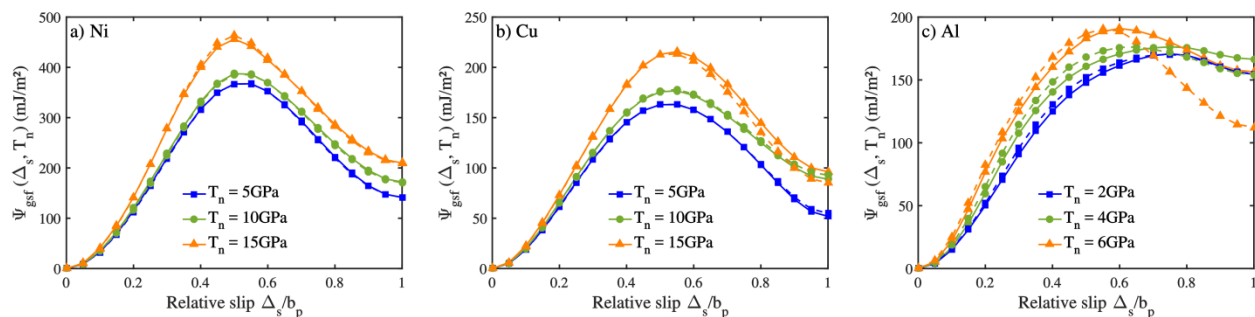 a) Ni
500
400
300
200
100
0
Ψgsf (Δs, Tn) (mJ/m²)
Tn = 5GPa
Tn = 10GPa
Tn = 15GPa
0 0.2 0.4 0.6 0.8 1
Relative slip Δs/bp
b) Cu
250
200
150
100
50
0
Ψgsf (Δs, Tn) (mJ/m²)
Tn = 5GPa
Tn = 10GPa
Tn = 15GPa
0 0.2 0.4 0.6 0.8 1
Relative slip Δs/bp
c) Al
200
150
100
50
0
Ψgsf (Δs, Tn) (mJ/m²)
Tn = 2GPa
Tn = 4GPa
Tn = 6GPa
0 0.2 0.4 0.6 0.8 1
Relative slip Δs/bp